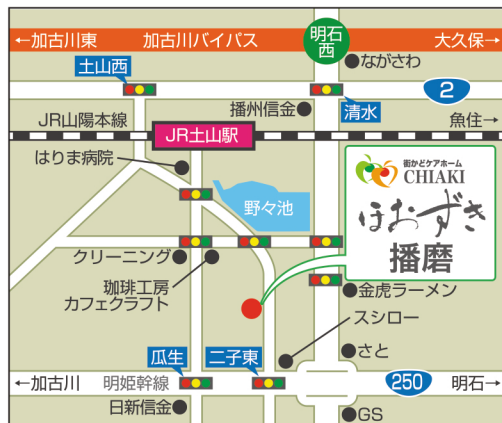 ←加古川東
加古川バイパス
明石
西
大久保→
ながさわ
土山西
2
播州信金
清水
JR山陽本線
JR土山駅
魚住→
はりま病院
街かどケアホーム
CHIAKI
ほおずき
播磨
野々池
クリーニング
珈琲工房
カフェクラフト
金虎ラーメン
スシロー
さと
瓜生
二子東
←加古川
明姫幹線
250
明石→
日新信金
GS